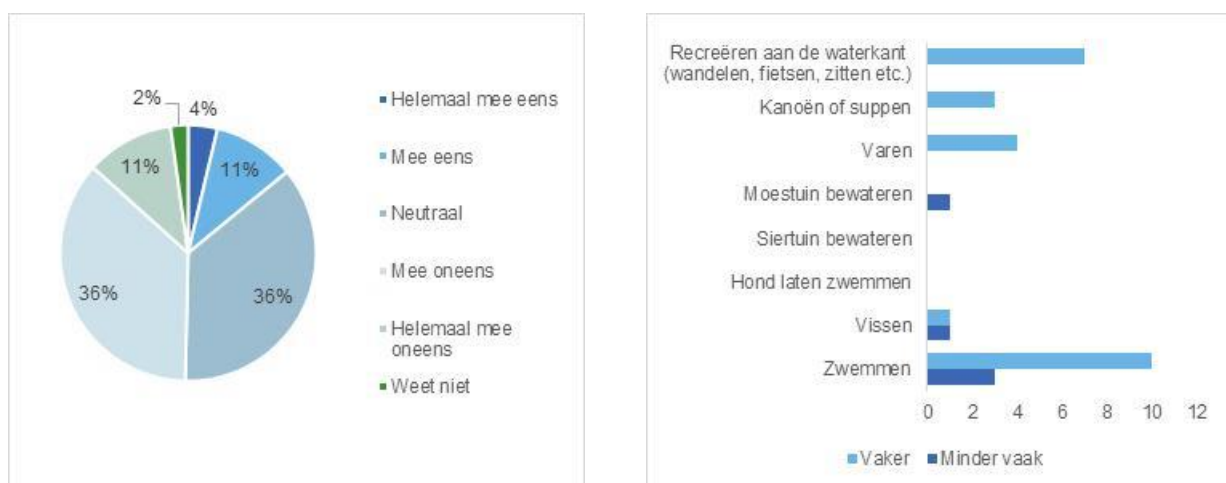 2%
4%
11%
11%
36%
36%
Helemaal mee eens
Mee eens
Neutraal
Mee oneens
Helemaal mee
oneens
Weet niet
Recreëren aan de waterkant
(wandelen, fietsen, zitten etc.)
Kanoën of suppen
Varen
Moestuin bewateren
Siertuin bewateren
Hond laten zwemmen
Vissen
Zwemmen
0 2 4 6 8 10 12
Vaker Minder vaak